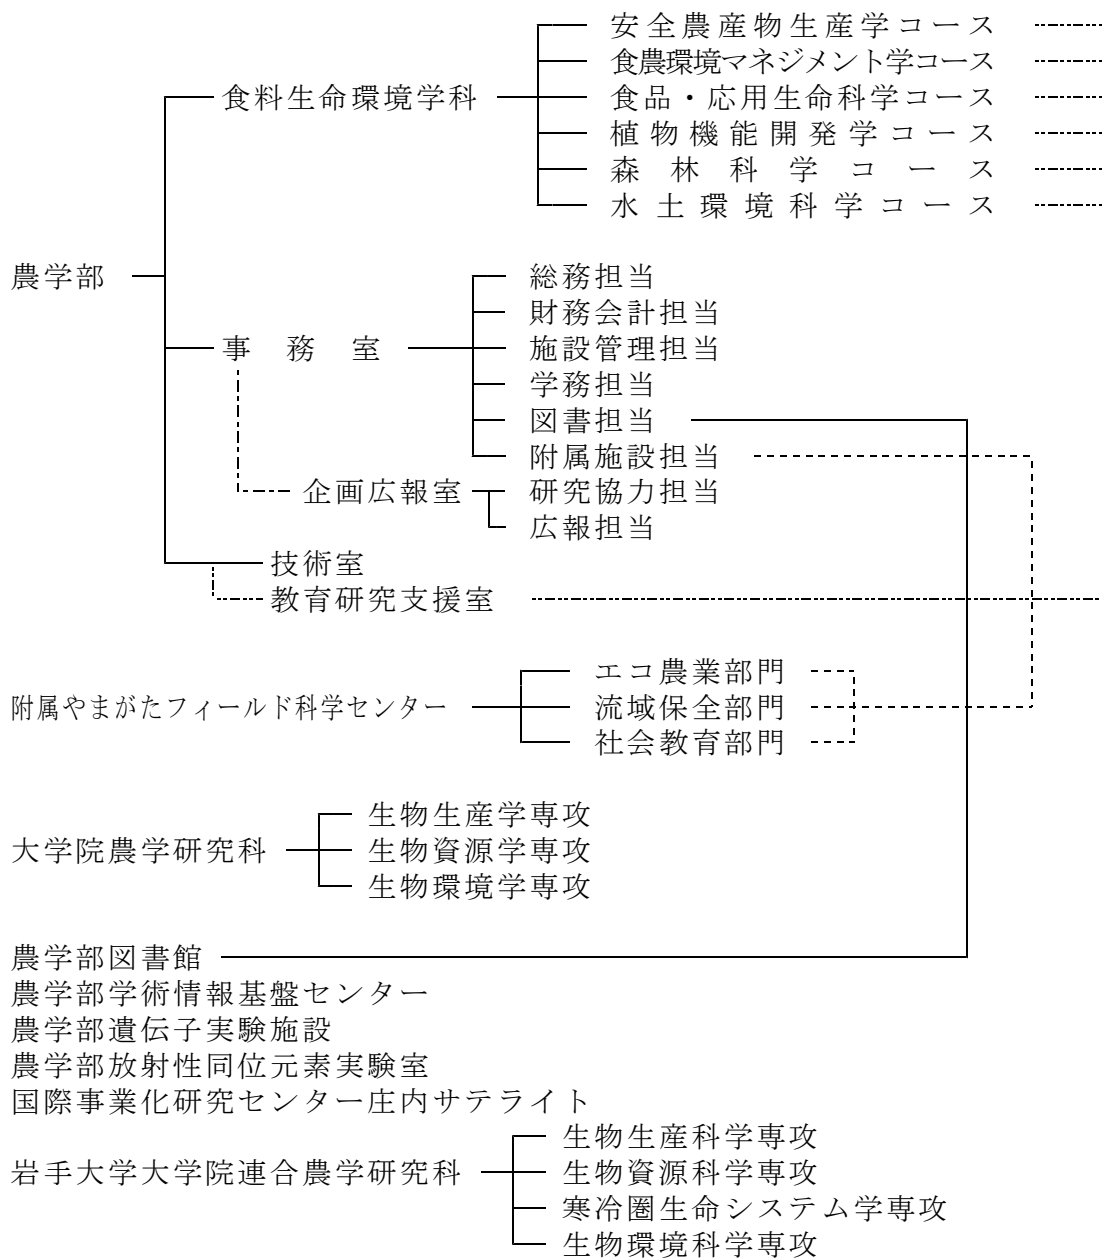 安全農産物生産学コース
食農環境マネジメント学コース
食料生命環境学科 食品・応用生命科学コース
植物機能開発学コース
森林科学コース
水土環境科学コース
農学部 総務担当
財務会計担当
事務室 施設管理担当
学務担当
図書担当
附属施設担当
企画広報室 研究協力担当
広報担当
技術室
教育研究支援室
エコ農業部門
附属やまがたフィールド科学センター 流域保全部門
社会教育部門
生物生産学専攻
大学院農学研究科 生物資源学専攻
生物環境学専攻
農学部図書館
農学部学術情報基盤センター
農学部遺伝子実験施設
農学部放射性同位元素実験室
国際事業化研究センター庄内サテライト
生物生産科学専攻
岩手大学大学院連合農学研究科 生物資源科学専攻
寒冷圏生命システム学専攻
生物環境科学専攻